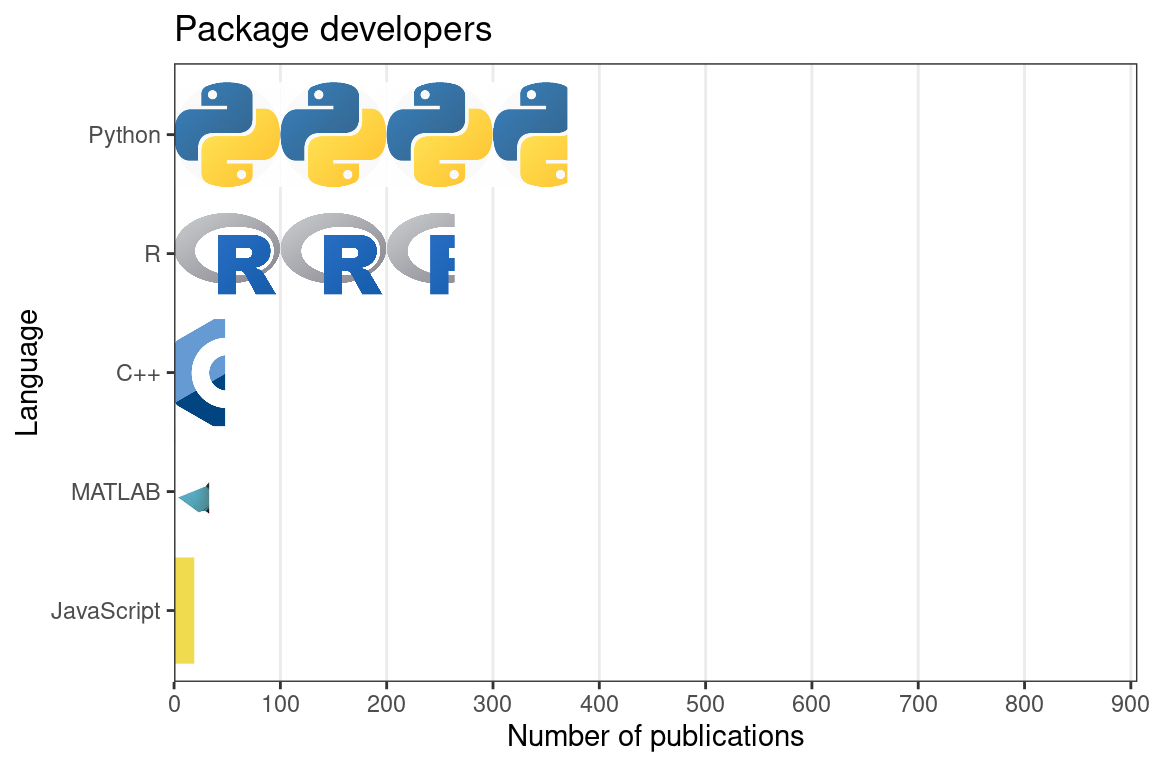 Package developers
Language
Python
R
C++
MATLAB
JavaScript
R R
0 100 200 300 400 500 600 700 800 900
Number of publications